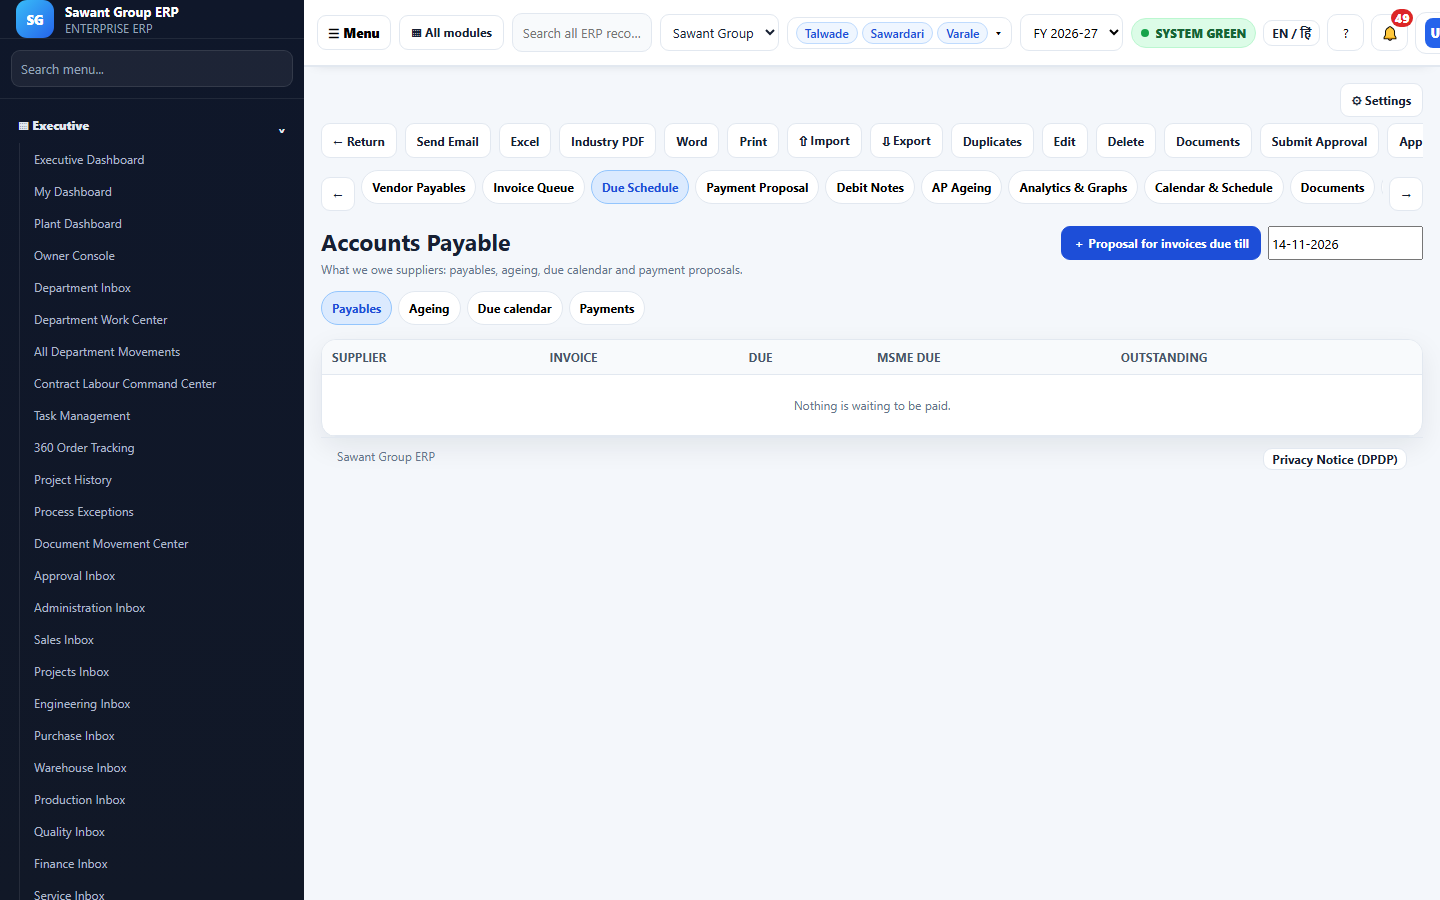 SG
Sawant Group ERP
ENTERPRISE ERP
Search menu...
Executive
Executive Dashboard
My Dashboard
Plant Dashboard
Owner Console
Department Inbox
Department Work Center
All Department Movements
Contract Labour Command Center
Task Management
360 Order Tracking
Project History
Process Exceptions
Document Movement Center
Approval Inbox
Administration Inbox
Sales Inbox
Projects Inbox
Engineering Inbox
Purchase Inbox
Warehouse Inbox
Production Inbox
Quality Inbox
Finance Inbox
Service Inbox
☰ Menu All modules Search all ERP reco... Sawant Group Talwade Sawardari Varale FY 2026-27 SYSTEM GREEN EN / हिं ? 49 U
⚙ Settings
← Return Send Email Excel Industry PDF Word Print ⇧ Import ⇩ Export Duplicates Edit Delete Documents Submit Approval App
← Vendor Payables Invoice Queue Due Schedule Payment Proposal Debit Notes AP Ageing Analytics & Graphs Calendar & Schedule Documents →
Accounts Payable
+ Proposal for invoices due till 14-11-2026
What we owe suppliers: payables, ageing, due calendar and payment proposals.
Payables Ageing Due calendar Payments
SUPPLIER INVOICE DUE MSME DUE OUTSTANDING
Nothing is waiting to be paid.
Sawant Group ERP Privacy Notice (DPDP)